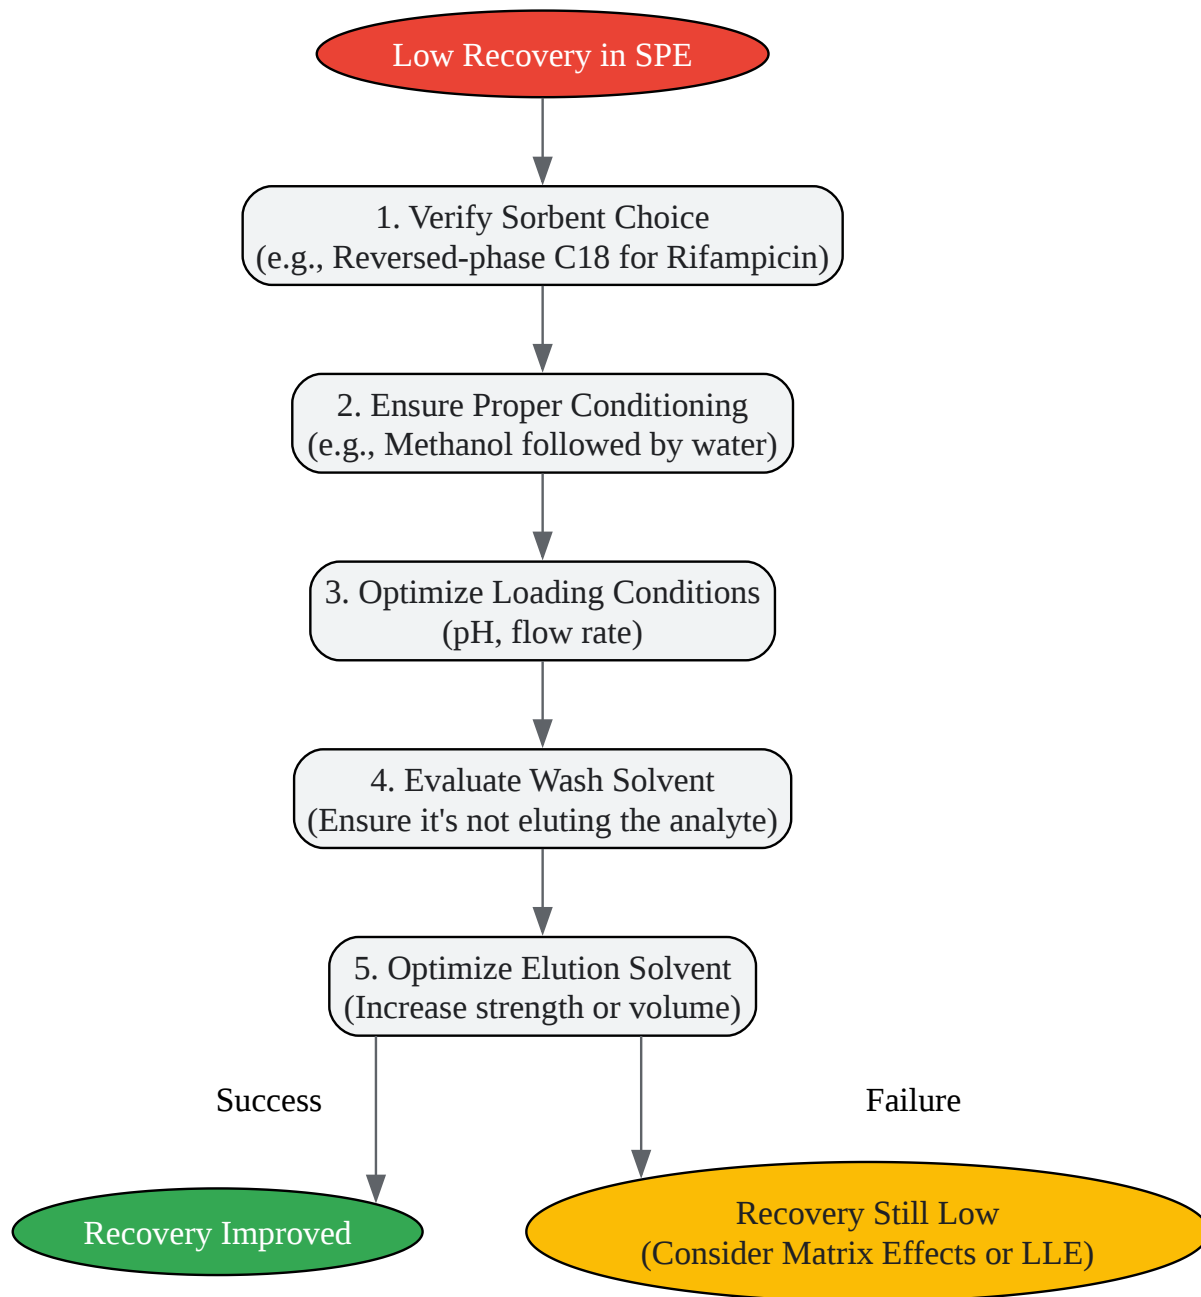 Low Recovery in SPE
1. Verify Sorbent Choice
(e.g., Reversed-phase C18 for Rifampicin)
2. Ensure Proper Conditioning
(e.g., Methanol followed by water)
3. Optimize Loading Conditions
(pH, flow rate)
4. Evaluate Wash Solvent
(Ensure it's not eluting the analyte)
5. Optimize Elution Solvent
(Increase strength or volume)
Success
Failure
Recovery Improved
Recovery Still Low
(Consider Matrix Effects or LLE)